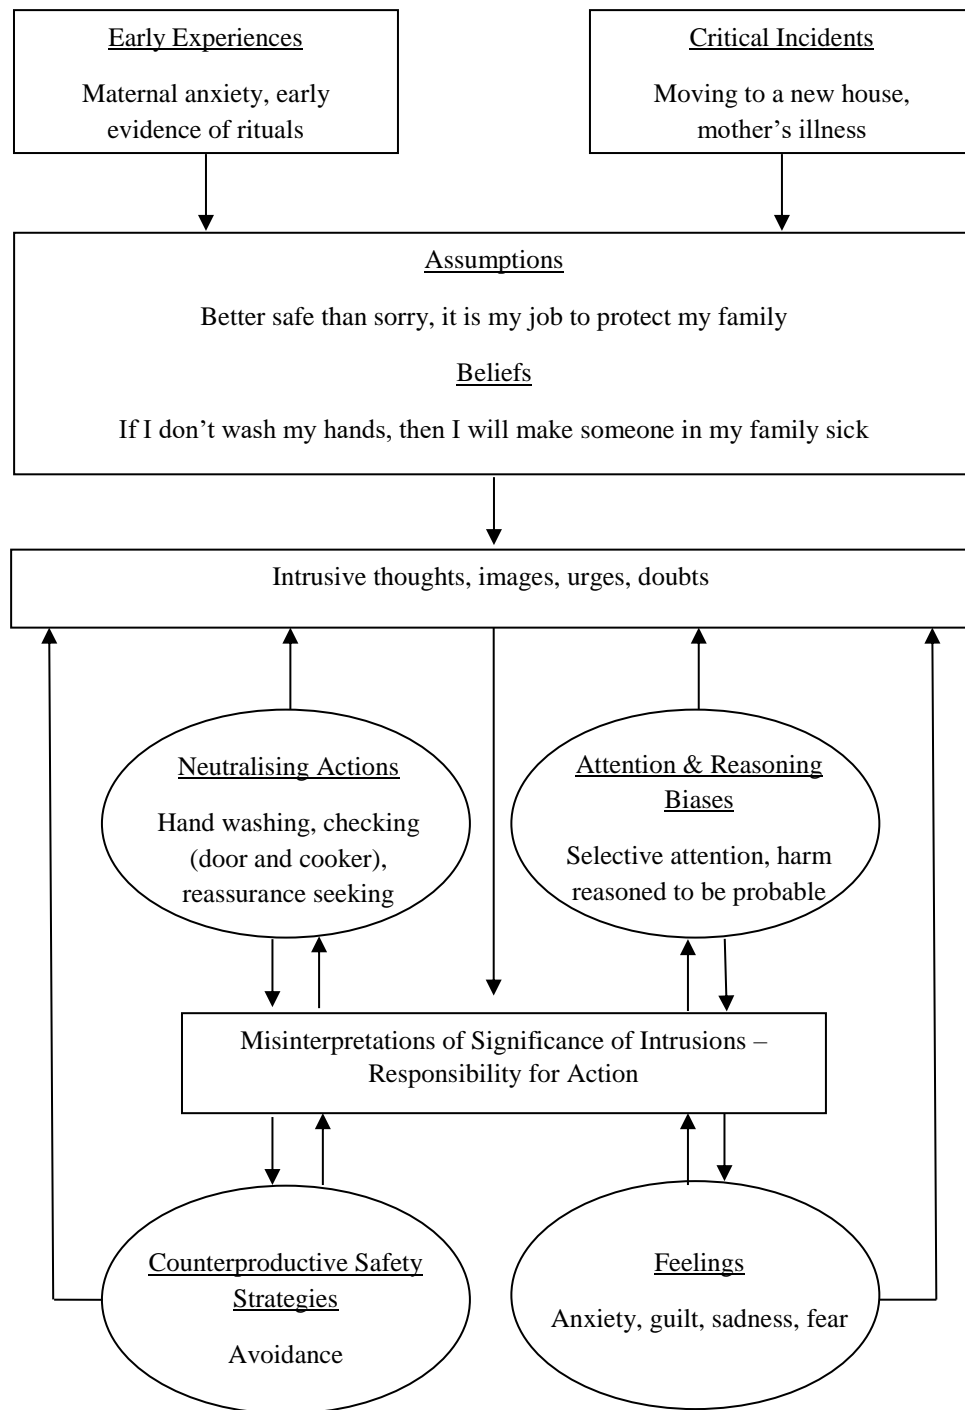 Early Experiences
Maternal anxiety, early
evidence of rituals
Critical Incidents
Moving to a new house,
mother’s illness
Assumptions
Better safe than sorry, it is my job to protect my family
Beliefs
If I don’t wash my hands, then I will make someone in my family sick
Intrusive thoughts, images, urges, doubts
Neutralising Actions
Hand washing, checking
(door and cooker),
reassurance seeking
Attention & Reasoning
Biases
Selective attention, harm
reasoned to be probable
Misinterpretations of Significance of Intrusions –
Responsibility for Action
Counterproductive Safety
Strategies
Avoidance
Feelings
Anxiety, guilt, sadness, fear